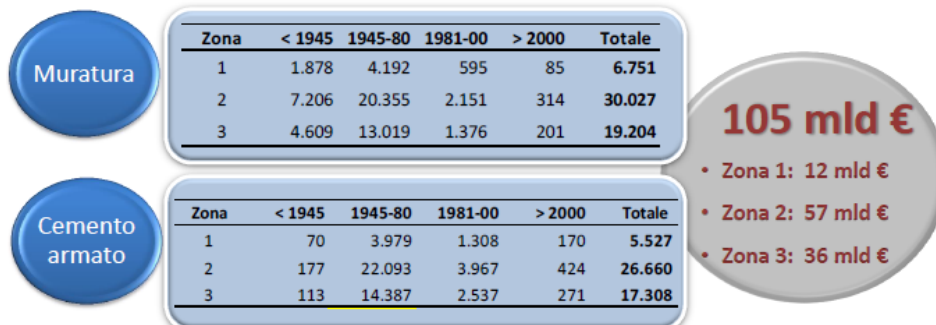 Muratura
Zona < 1945 1945-80 1981-00 > 2000 Totale
1 1.878 4.192 595 85 6.751
2 7.206 20.355 2.151 314 30.027
3 4.609 13.019 1.376 201 19.204
Cemento
armato
Zona < 1945 1945-80 1981-00 > 2000 Totale
1 70 3.979 1.308 170 5.527
2 177 22.093 3.967 424 26.660
3 113 14.387 2.537 271 17.308
105 mld €
• Zona 1: 12 mld €
• Zona 2: 57 mld €
• Zona 3: 36 mld €